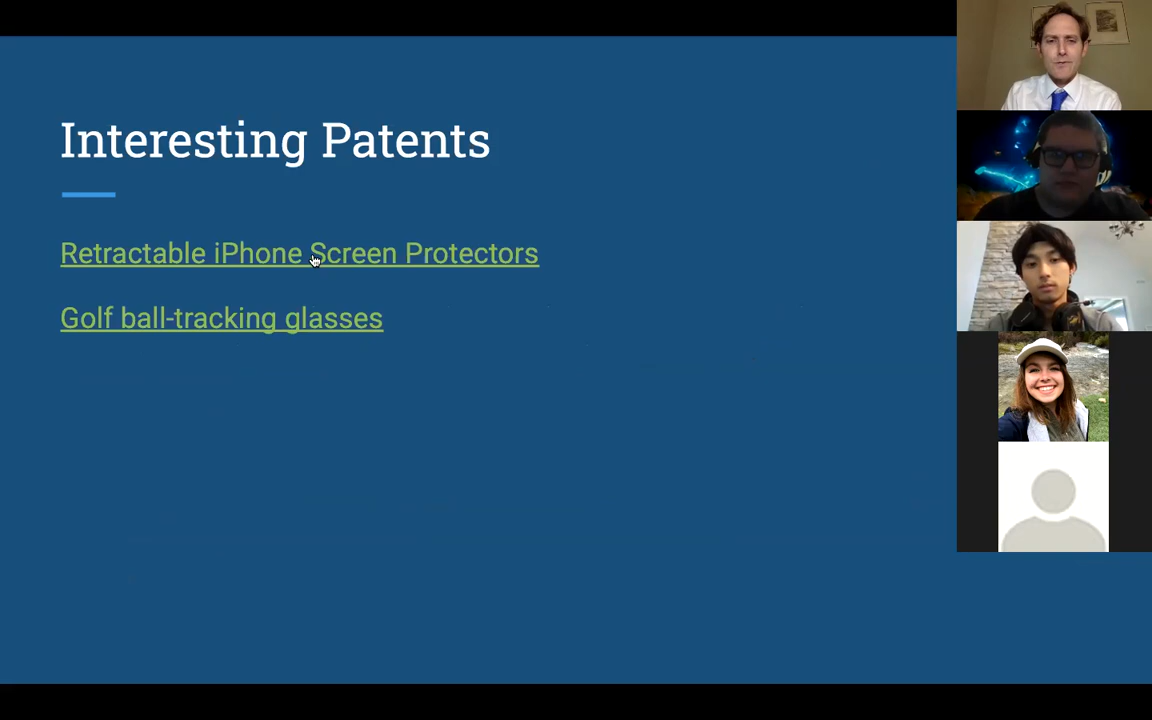 Interesting Patents
Retractable iPhone Screen Protectors
Golf ball-tracking glasses